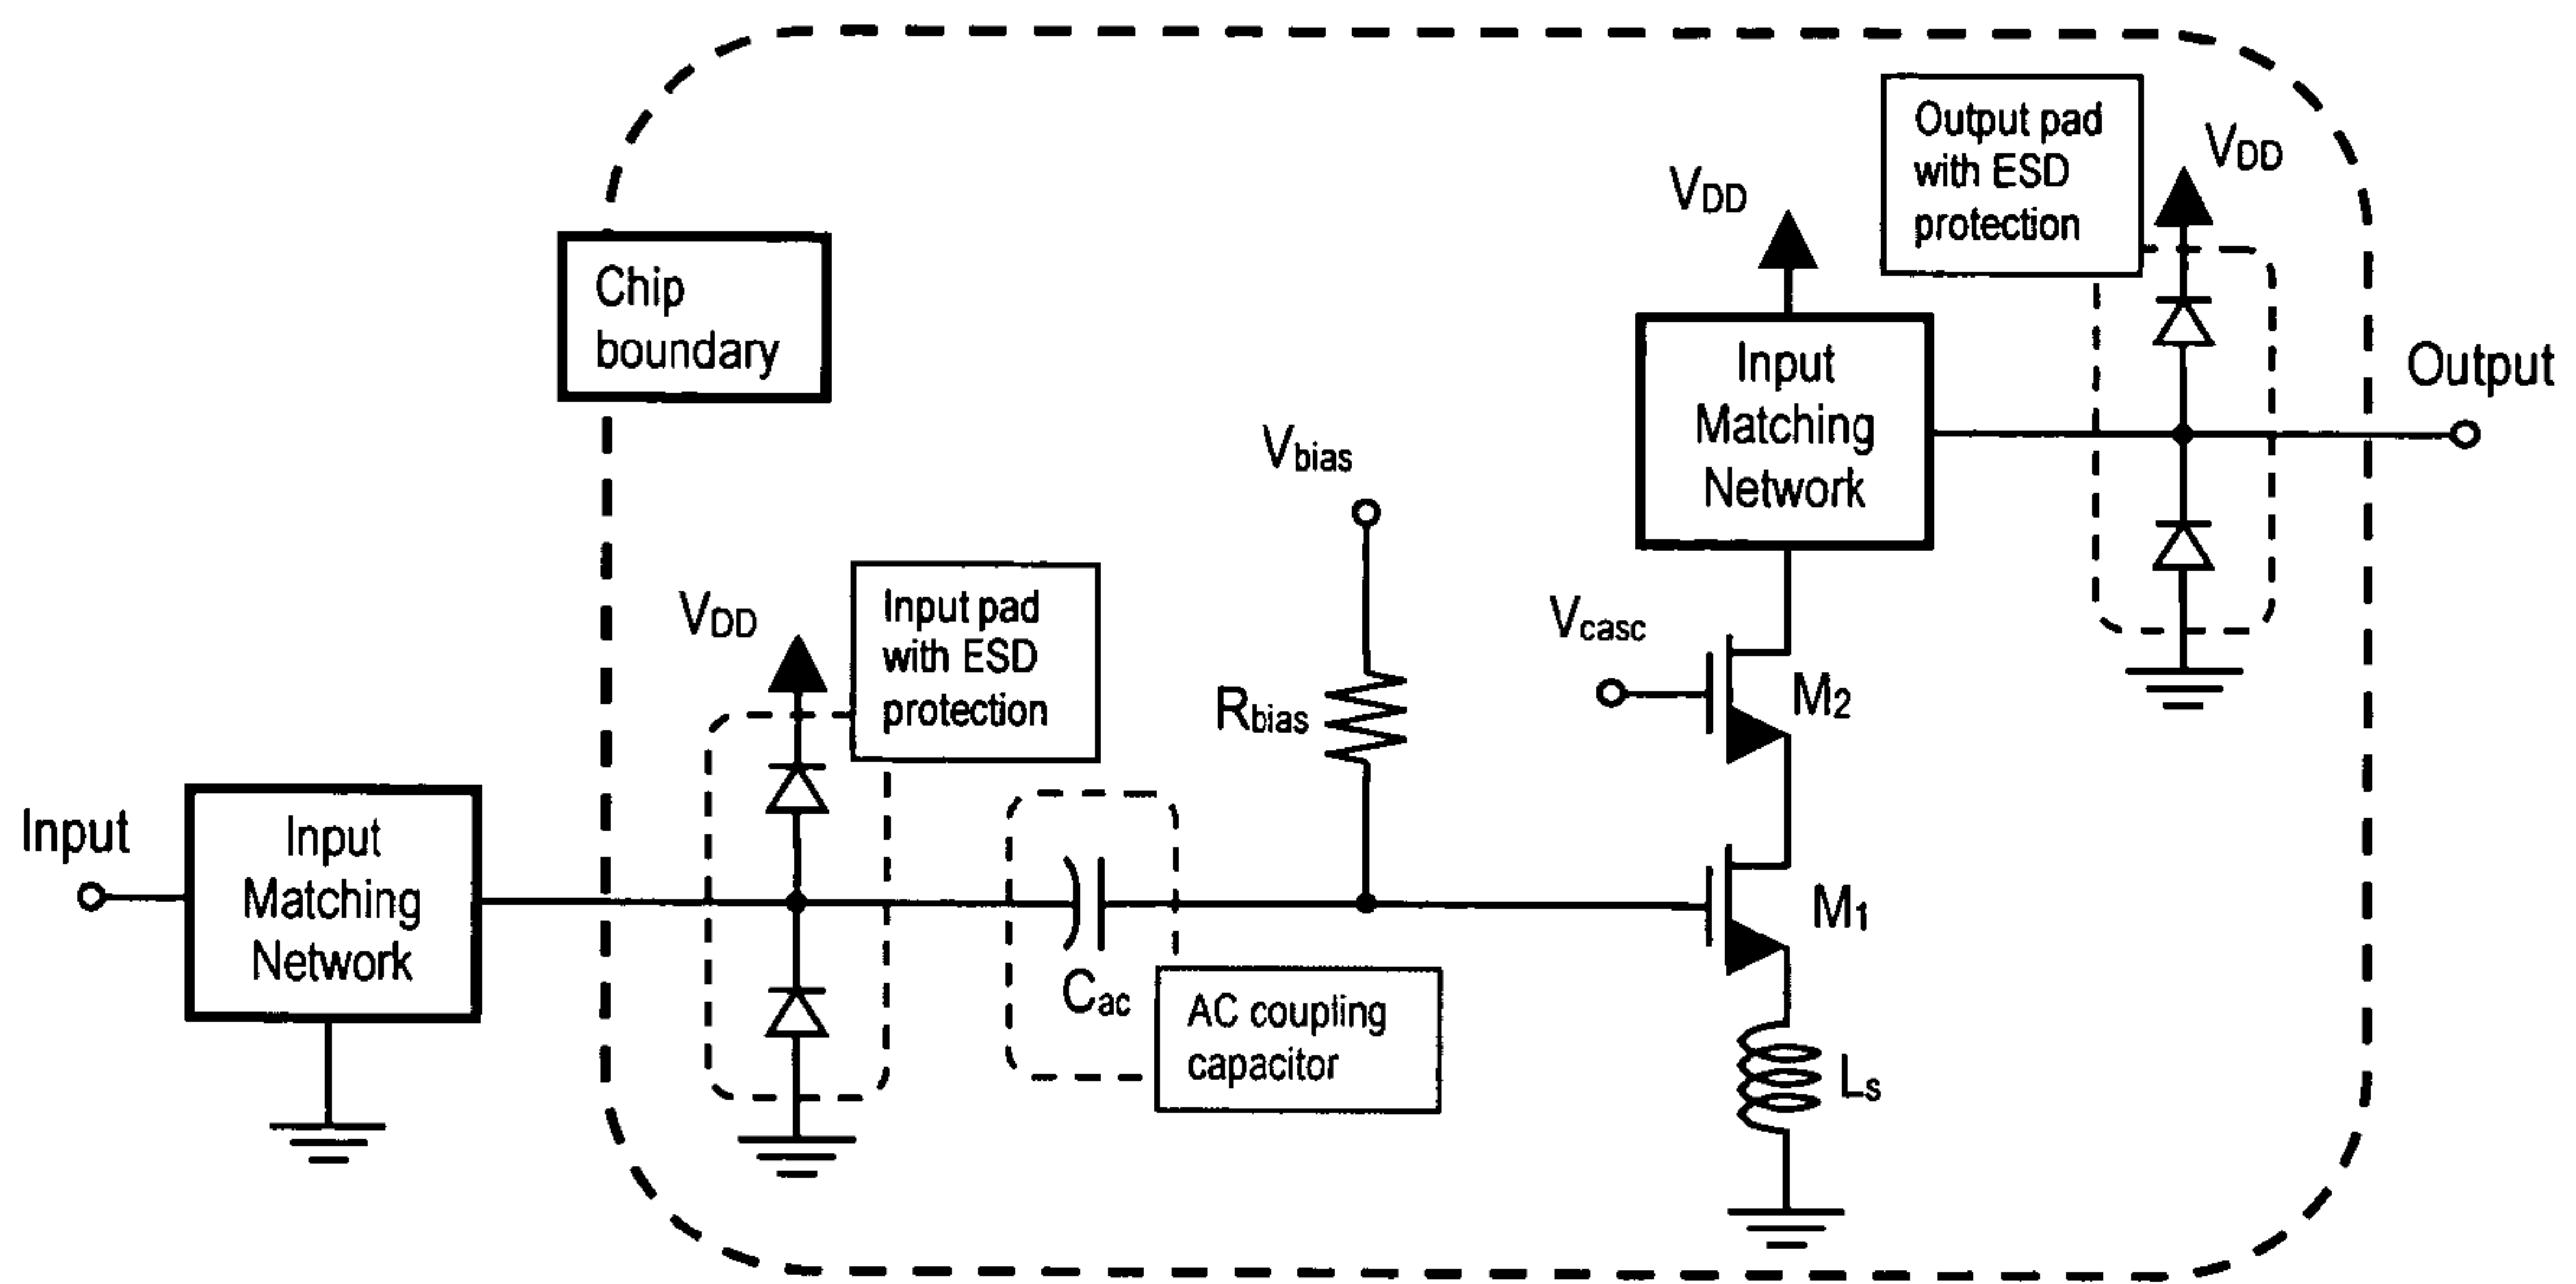 Output pad
with ESD
protection
VDD
VDD
Chip
boundary
Input
Matching
Network
Output
Vbias
Input pad
with ESD
protection
VDD
Vcasc
Rbias
M2
Input
Input
Matching
Network
M1
Cac
AC coupling
capacitor
Ls